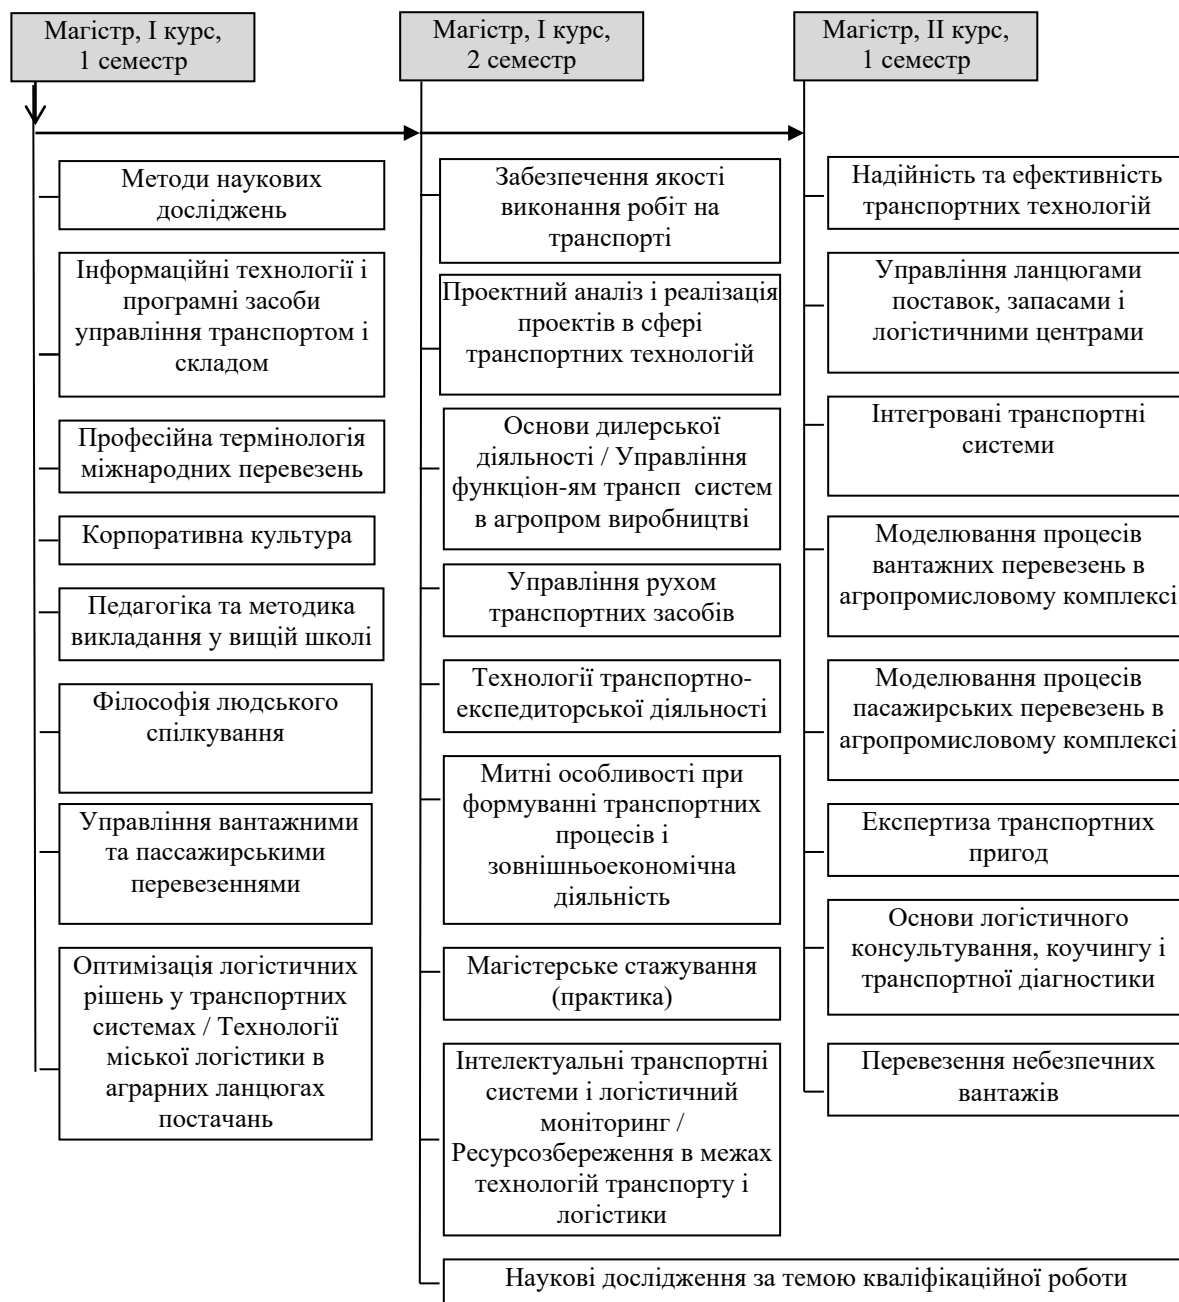 Магістр, І курс,
1 семестр
Магістр, І курс,
2 семестр
Магістр, ІІ курс,
1 семестр
Методи наукових
досліджень
Інформаційні технології і
програмні засоби
управління транспортом і
складом
Професійна термінологія
міжнародних перевезень
Корпоративна культура
Педагогіка та методика
викладання у вищій школі
Філософія людського
спілкування
Управління вантажними
та пассажирськими
перевезеннями
Оптимізація логістичних
рішень у транспортних
системах / Технології
міської логістики в
аграрних ланцюгах
постачань
Забезпечення якості
виконання робіт на
транспорті
Проектний аналіз і реалізація
проектів в сфері
транспортних технологій
Основи дилерської
діяльності / Управління
функціон-ям трансп  систем
в агропром виробництві
Управління рухом
транспортних засобів
Технології транспортно-
експедиторської діяльності
Митні особливості при
формуванні транспортних
процесів і
зовнішньоекономічна
діяльність
Магістерське стажування
(практика)
Інтелектуальні транспортні
системи і логістичний
моніторинг /
Ресурсозбереження в межах
технологій транспорту і
логістики
Надійність та ефективність
транспортних технологій
Управління ланцюгами
поставок, запасами і
логістичними центрами
Інтегровані транспортні
системи
Моделювання процесів
вантажних перевезень в
агропромисловому комплексі
Моделювання процесів
пасажирських перевезень в
агропромисловому комплексі
Експертиза транспортних
пригод
Основи логістичного
консультування, коучингу і
транспортної діагностики
Перевезення небезпечних
вантажів
Наукові дослідження за темою кваліфікаційної роботи